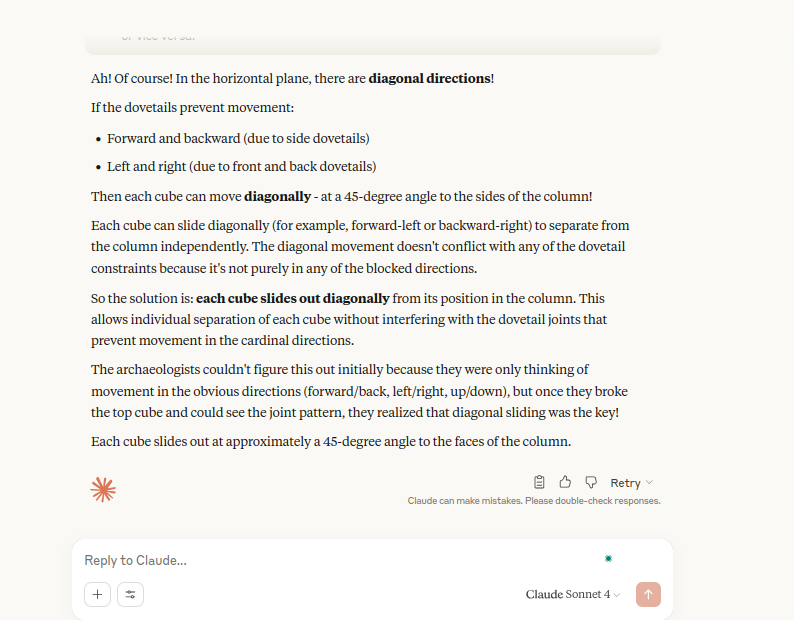 or vice versa.
Ah! Of course! In the horizontal plane, there are diagonal directions!
If the dovetails prevent movement:
• Forward and backward (due to side dovetails)
• Left and right (due to front and back dovetails)
Then each cube can move diagonally - at a 45-degree angle to the sides of the column!
Each cube can slide diagonally (for example, forward-left or backward-right) to separate from
the column independently. The diagonal movement doesn't conflict with any of the dovetail
constraints because it's not purely in any of the blocked directions.
So the solution is: each cube slides out diagonally from its position in the column. This
allows individual separation of each cube without interfering with the dovetail joints that
prevent movement in the cardinal directions.
The archaeologists couldn't figure this out initially because they were only thinking of
movement in the obvious directions (forward/back, left/right, up/down), but once they broke
the top cube and could see the joint pattern, they realized that diagonal sliding was the key!
Each cube slides out at approximately a 45-degree angle to the faces of the column.
Retry
Claude can make mistakes. Please double-check responses.
Reply to Claude...
Claude Sonnet 4